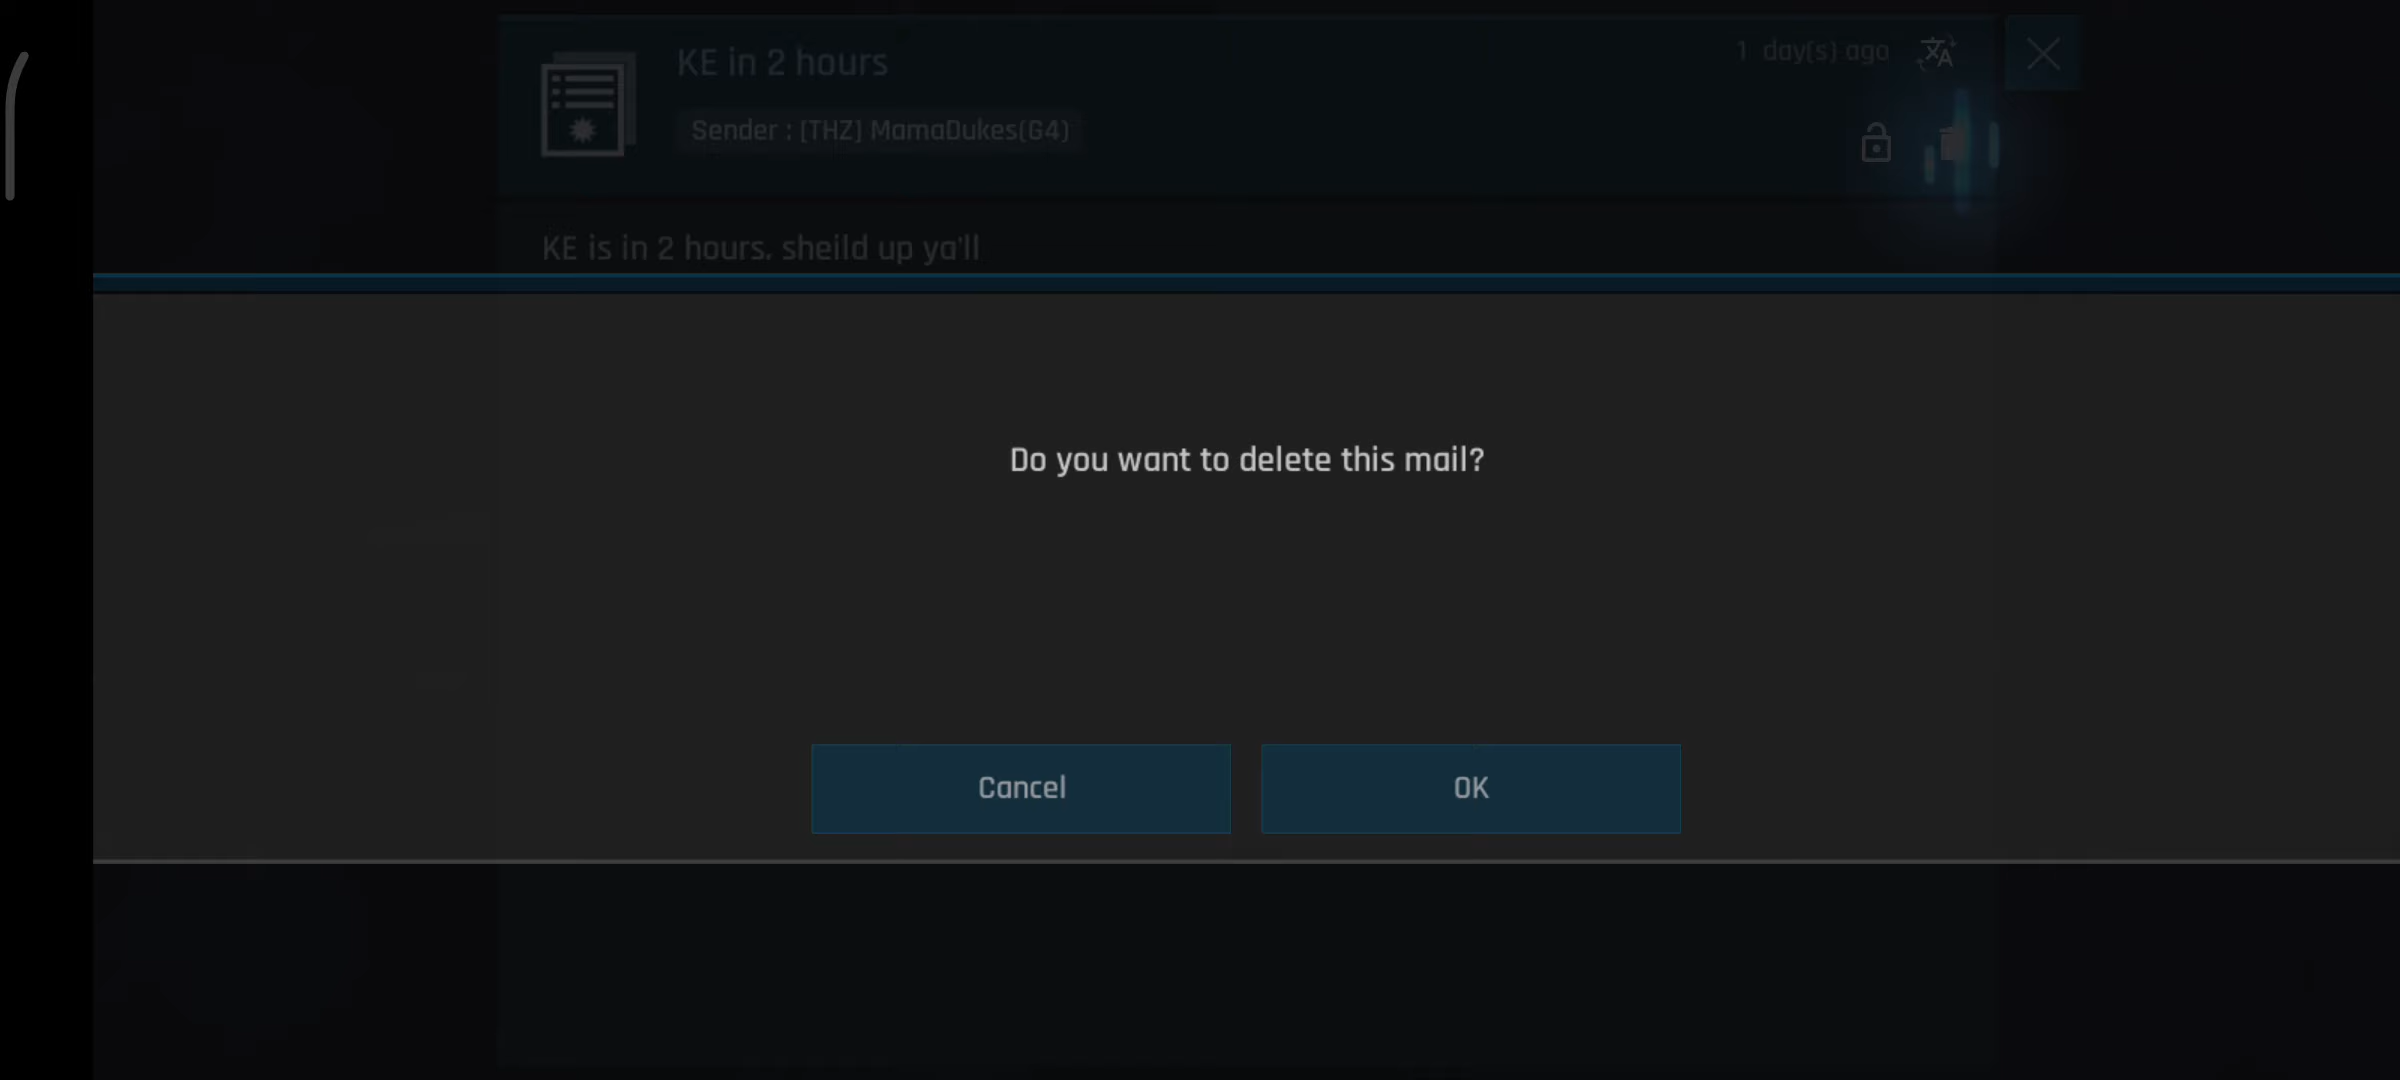 KE in 2 hours
1 day(s) ago
Sender : [THZ] MamaDukes(G4)
KE is in 2 hours. sheild up ya'll
Do you want to delete this mail?
Cancel
OK